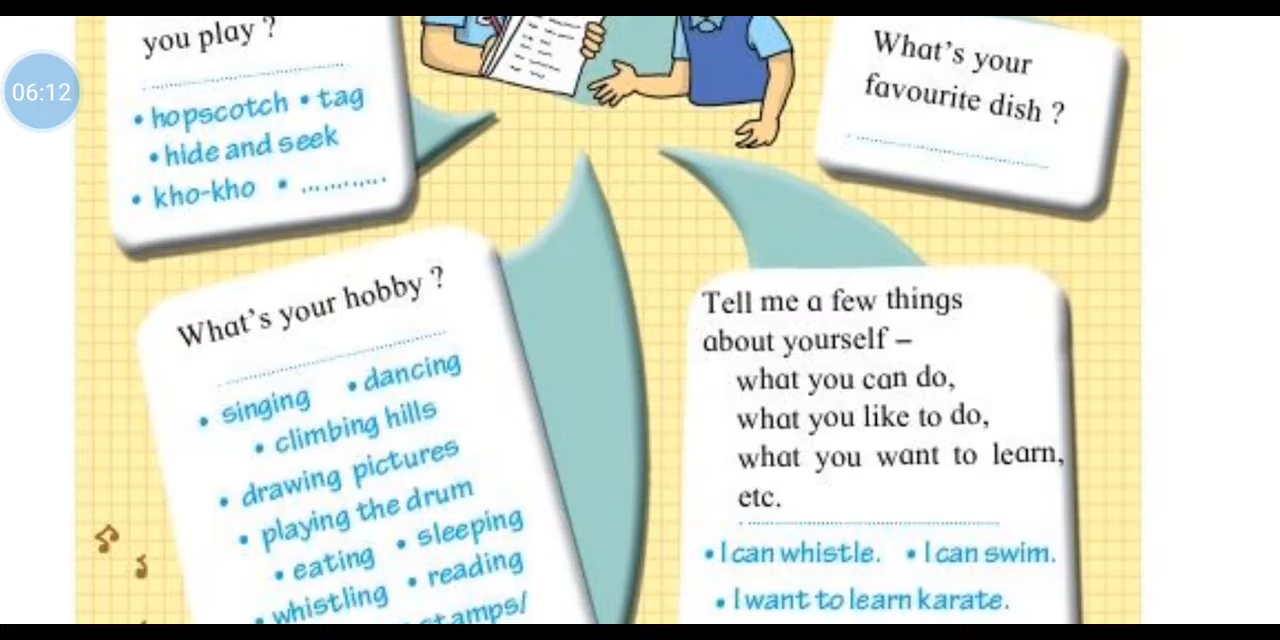 06:12
you play ?
• hopscotch • tag
• hide and seek
• kho-kho • ...........
What's your
favourite dish ?
What's your hobby ?
• singing • dancing
• climbing hills
• drawing pictures
• playing the drum
• eating • sleeping
• whistling • reading
stamps/
Tell me a few things
about yourself –
what you can do,
what you like to do,
what you want to learn,
etc.
• I can whistle. • I can swim.
• I want to learn karate.